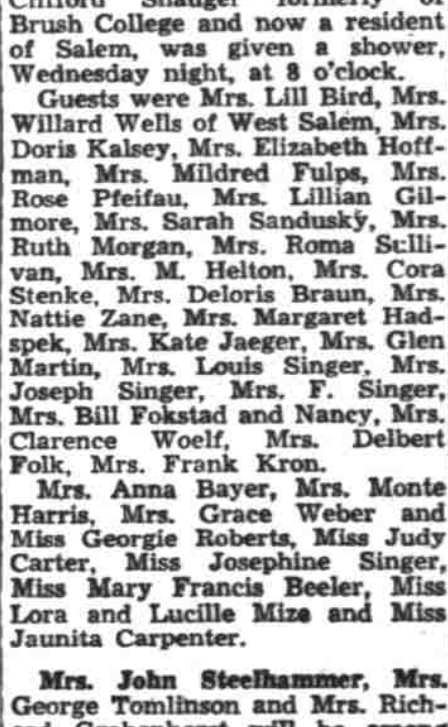 Clifford Shauger formerly of
Brush College and now a resident
of Salem, was given a shower,
Wednesday night, at 8 o'clock.
Guests were Mrs. Lill Bird, Mrs.
Willard Wells of West Salem, Mrs.
Doris Kalsey, Mrs. Elizabeth Hoff-
man, Mrs. Mildred Fulps, Mrs.
Rose Pfeifau, Mrs. Lillian Gil-
more, Mrs. Sarah Sandusky, Mrs.
Ruth Morgan, Mrs. Roma Sulli-
van, Mrs. M. Helton, Mrs. Cora
Stenke, Mrs. Deloris Braun, Mrs.
Nattie Zane, Mrs. Margaret Had-
spek, Mrs. Kate Jaeger, Mrs. Glen
Martin, Mrs. Louis Singer, Mrs.
Joseph Singer, Mrs. F. Singer,
Mrs. Bill Fokstad and Nancy, Mrs.
Clarence Woelf, Mrs. Delbert
Folk, Mrs. Frank Kron.
Mrs. Anna Bayer, Mrs. Monte
Harris, Mrs. Grace Weber and
Miss Georgie Roberts, Miss Judy
Carter, Miss Josephine Singer,
Miss Mary Francis Beeler, Miss
Lora and Lucille Mize and Miss
Jaunita Carpenter.
Mrs. John Steelhammer, Mrs.
George Tomlinson and Mrs. Rich-